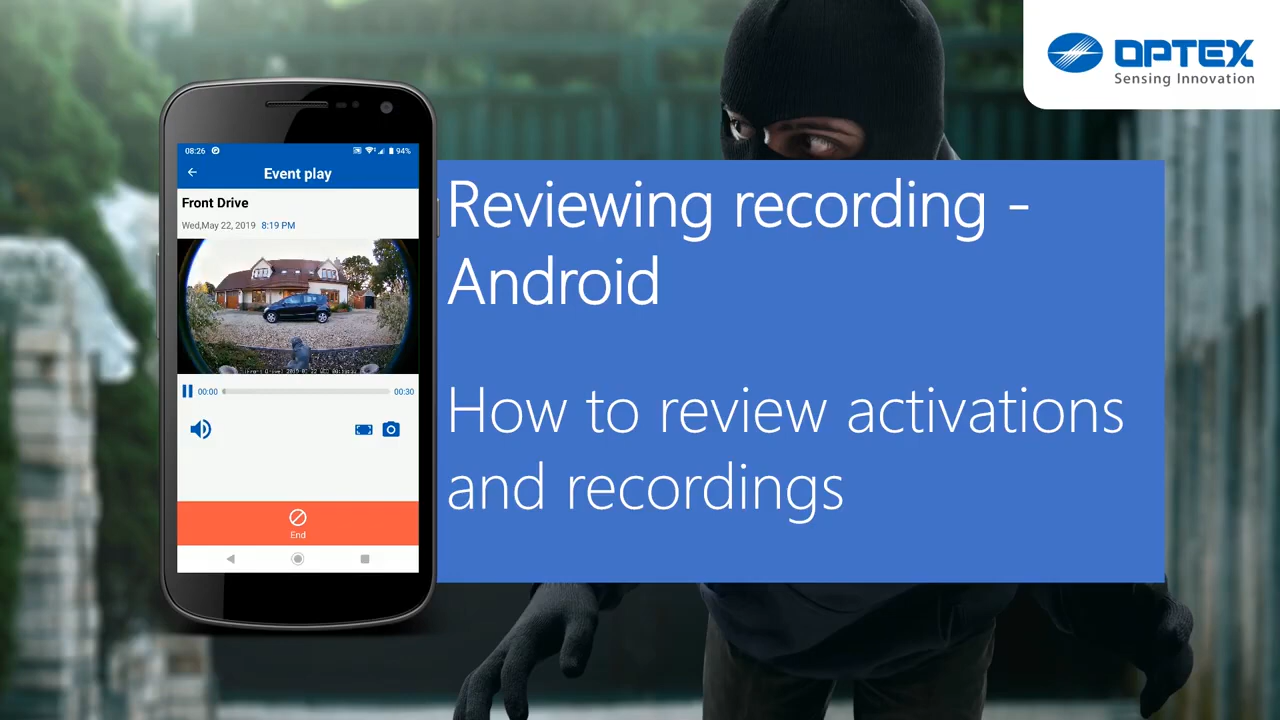 OPTEX
Sensing Innovation
08:26
94%
Event play
Front Drive
Wed,May 22, 2019 8:19 PM
00:00
00:30
End
Reviewing recording -
Android
How to review activations
and recordings